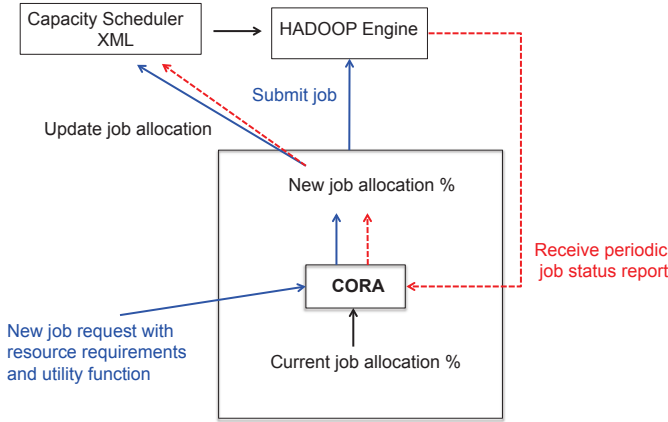 Capacity Scheduler
XML
HADOOP Engine
Submit job
Update job allocation
New job allocation %
Receive periodic
job status report
CORA
New job request with
resource requirements
and utility function
Current job allocation %